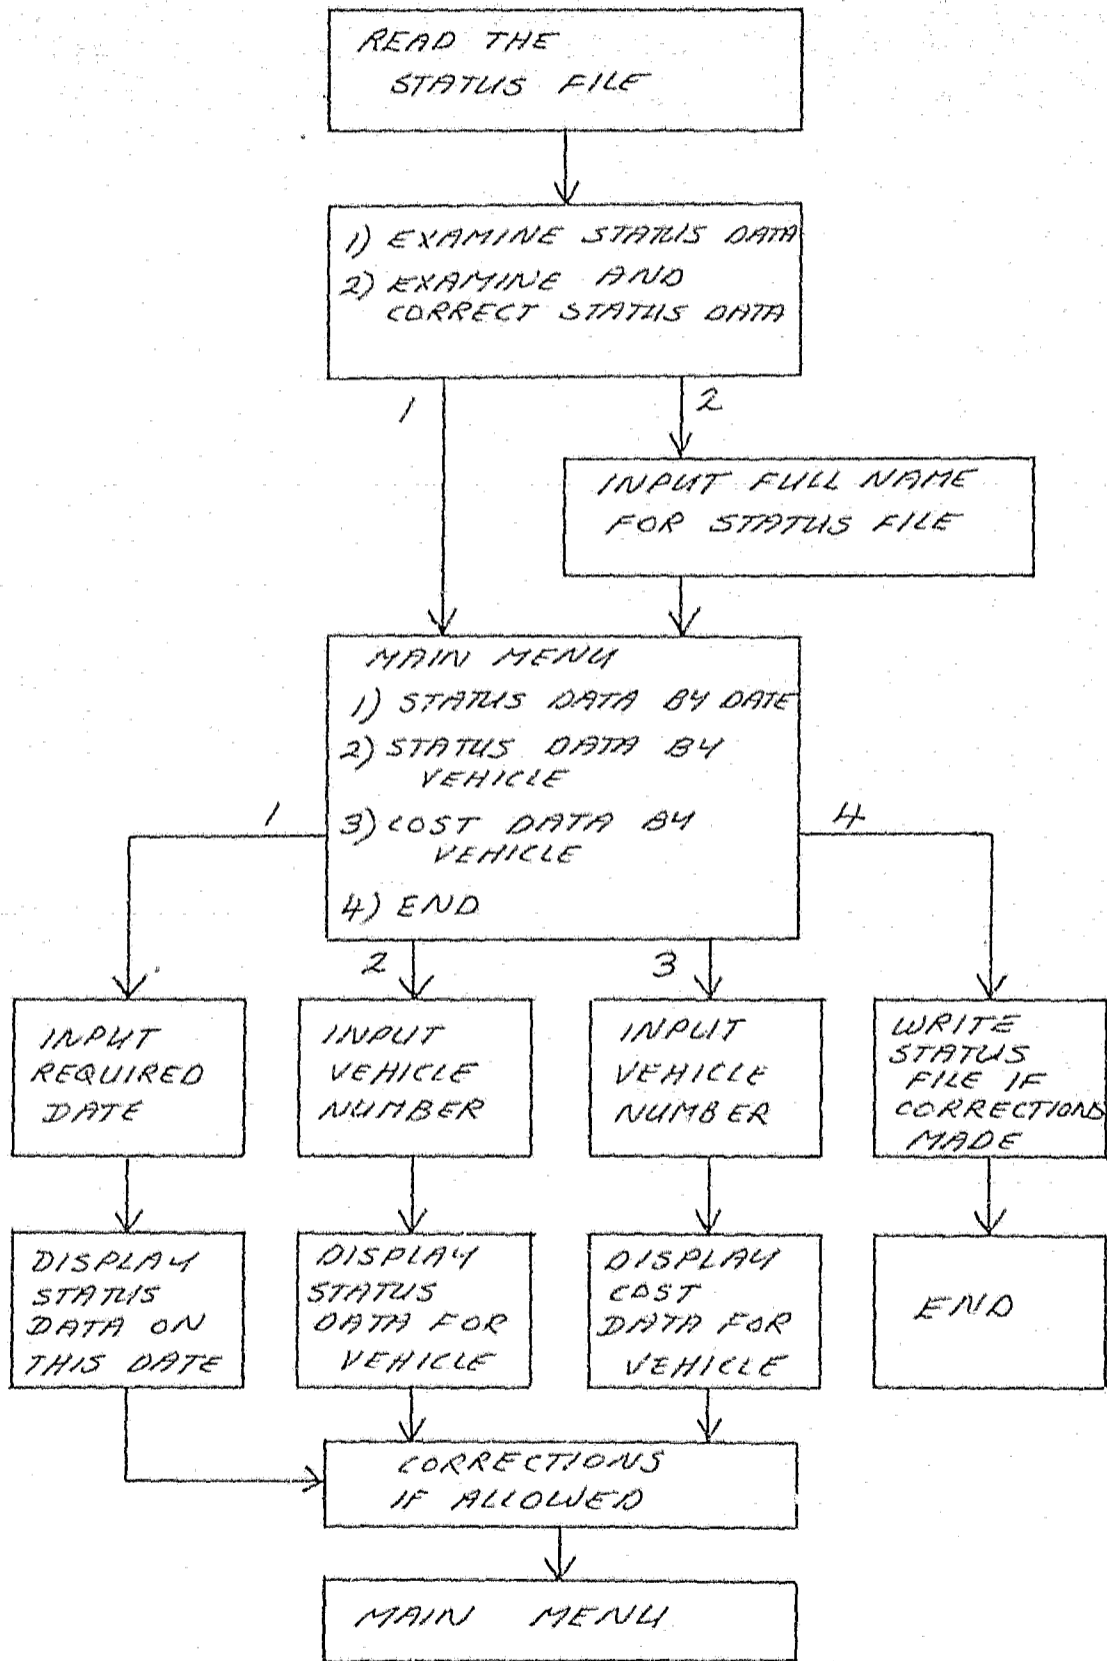 READ THE
STATUS FILE
1) EXAMINE STATUS DATA
2) EXAMINE AND
CORRECT STATUS DATA
1
2
INPUT FULL NAME
FOR STATUS FILE
MAIN MENU
1) STATUS DATA BY DATE
2) STATUS DATA BY
VEHICLE
3) COST DATA BY
VEHICLE
4) END
1
4
2
3
INPUT
REQUIRED
DATE
INPUT
VEHICLE
NUMBER
INPUT
VEHICLE
NUMBER
WRITE
STATUS
FILE IF
CORRECTIONS
MADE
DISPLAY
STATUS
DATA ON
THIS DATE
DISPLAY
STATUS
DATA FOR
VEHICLE
DISPLAY
COST
DATA FOR
VEHICLE
END
CORRECTIONS
IF ALLOWED
MAIN MENU